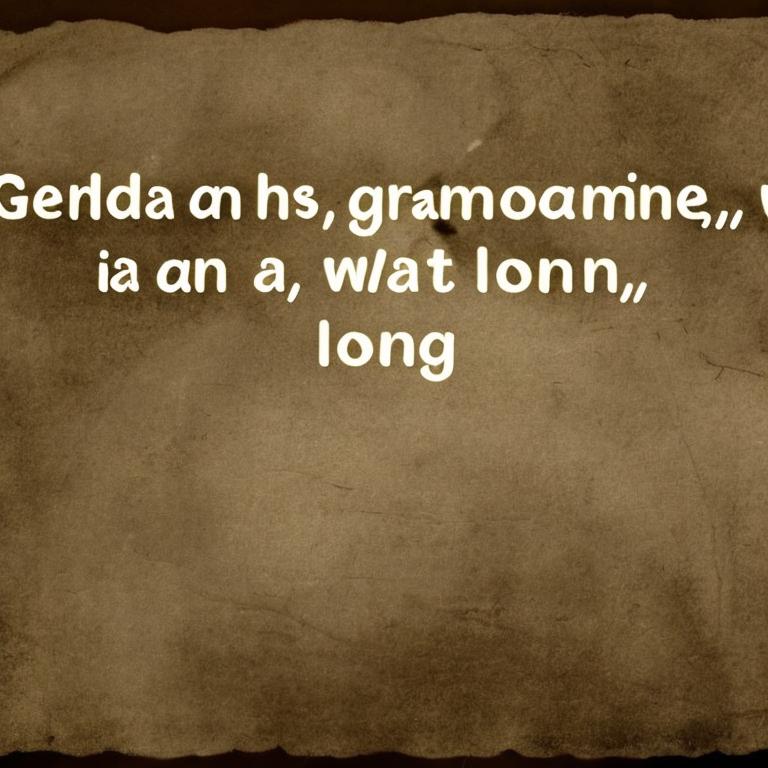 Gerlda an hs, gramoamine,,,
ia an a, w/at lonn,,
long